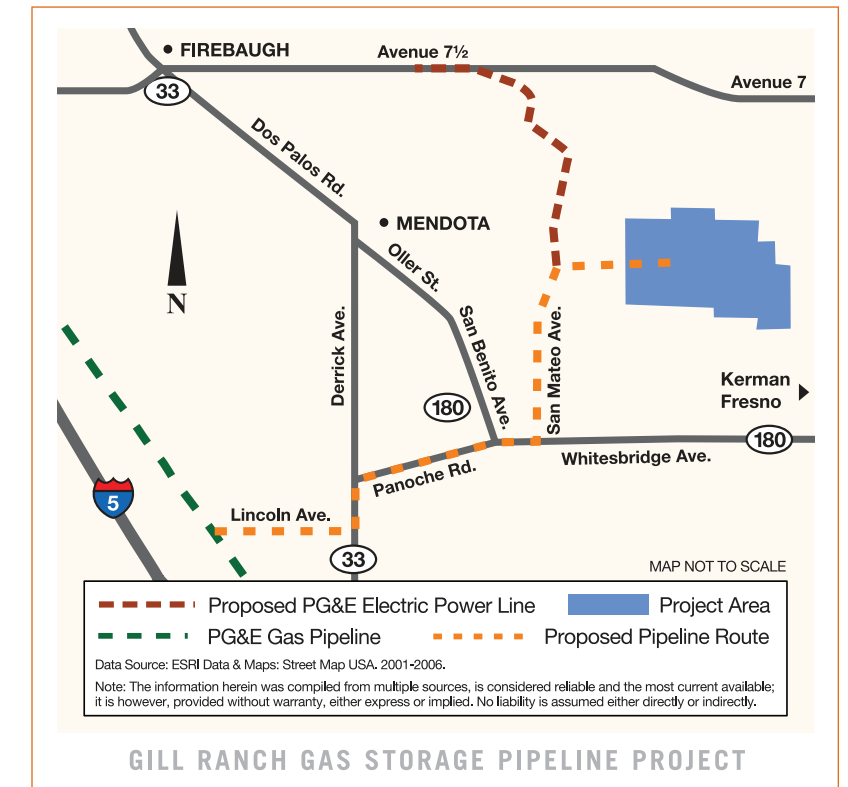 FIREBAUGH
Avenue 7½
Avenue 7
33
Dos Palos Rd.
MENDOTA
Oller St.
N
Derrick Ave.
San Benito Ave.
San Mateo Ave.
Kerman
Fresno
180
180
Whitesbridge Ave.
Panoche Rd.
5
Lincoln Ave.
33
MAP NOT TO SCALE
Proposed PG&E Electric Power Line
Project Area
PG&E Gas Pipeline
Proposed Pipeline Route
Data Source: ESRI Data & Maps: Street Map USA. 2001-2006.
Note: The information herein was compiled from multiple sources, is considered reliable and the most current available;
it is however, provided without warranty, either express or implied. No liability is assumed either directly or indirectly.
GILL RANCH GAS STORAGE PIPELINE PROJECT